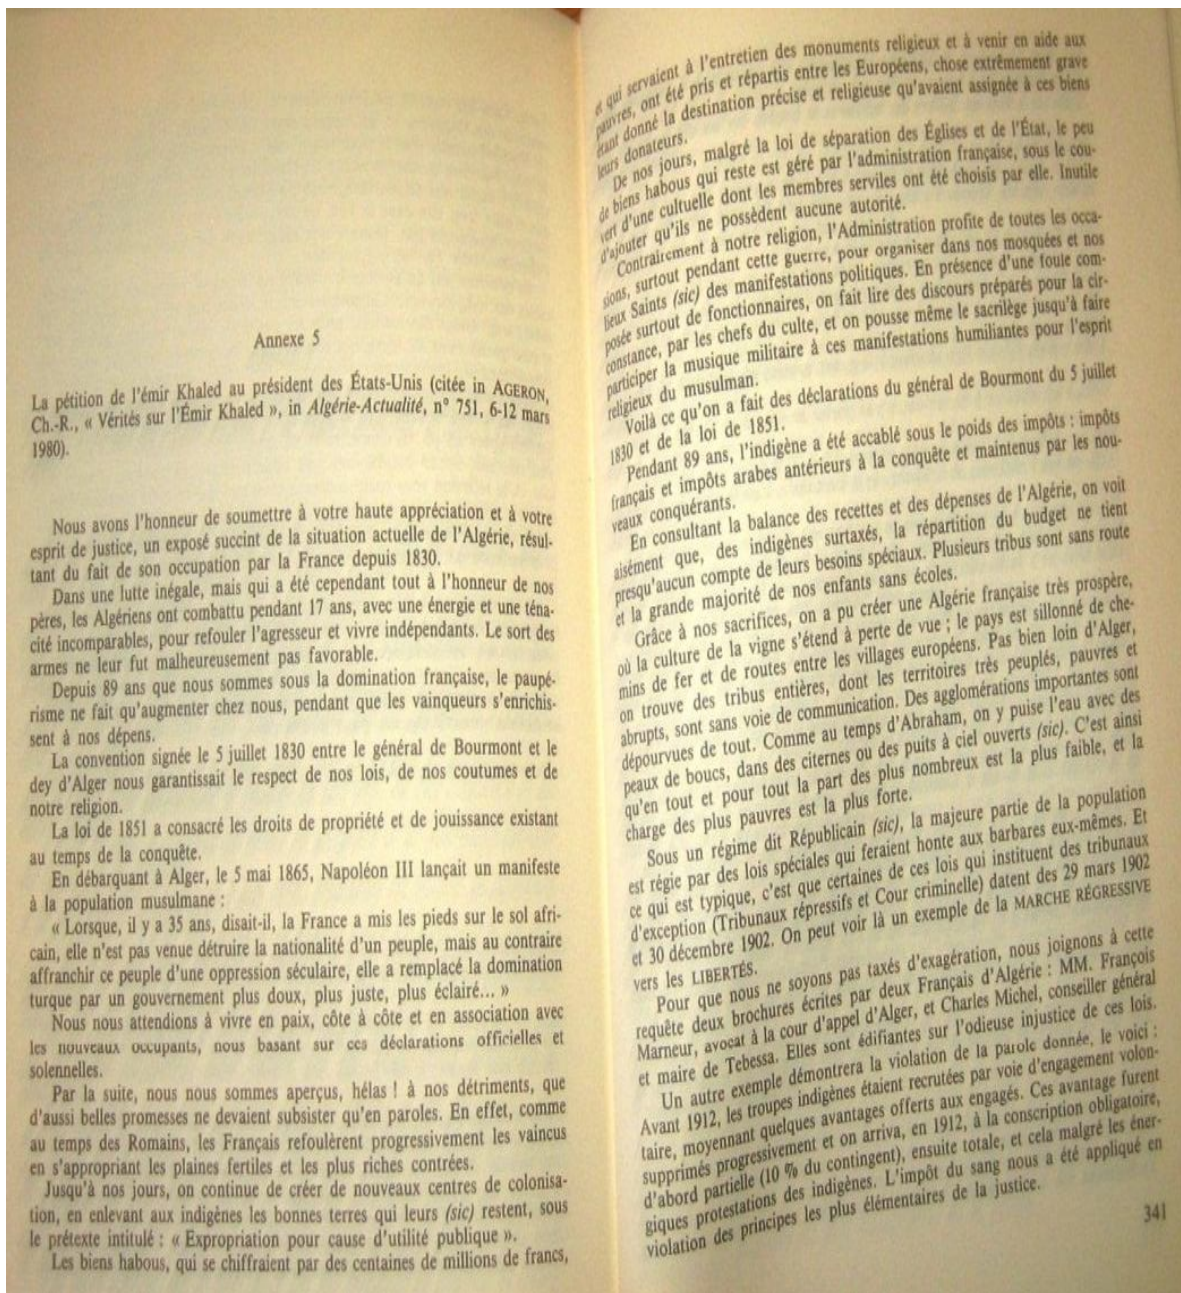 Annexe 5
La pétition de l'émir Khaled au président des États-Unis (citée in AGERON,
Ch.-R., « Vérités sur l'Émir Khaled », in Algérie-Actualité, n° 751, 6-12 mars
1980).
Nous avons l'honneur de soumettre à votre haute appréciation et à votre
esprit de justice, un exposé succint de la situation actuelle de l'Algérie, résul-
tant du fait de son occupation par la France depuis 1830.
Dans une lutte inégale, mais qui a été cependant tout à l'honneur de nos
pères, les Algériens ont combattu pendant 17 ans, avec une énergie et une téna-
cité incomparables, pour refouler l'agresseur et vivre indépendants. Le sort des
armes ne leur fut malheureusement pas favorable.
Depuis 89 ans que nous sommes sous la domination française, le paupé-
risme ne fait qu'augmenter chez nous, pendant que les vainqueurs s'enrichis-
sent à nos dépens.
La convention signée le 5 juillet 1830 entre le général de Bourmont et le
dey d'Alger nous garantissait le respect de nos lois, de nos coutumes et de
notre religion.
La loi de 1851 a consacré les droits de propriété et de jouissance existant
au temps de la conquête.
En débarquant à Alger, le 5 mai 1865, Napoléon III lançait un manifeste
à la population musulmane :
« Lorsque, il y a 35 ans, disait-il, la France a mis les pieds sur le sol afri-
cain, elle n'est pas venue détruire la nationalité d'un peuple, mais au contraire
affranchir ce peuple d'une oppression séculaire, elle a remplacé la domination
turque par un gouvernement plus doux, plus juste, plus éclairé... »
Nous nous attendions à vivre en paix, côte à côte et en association avec
les nouveaux occupants, nous basant sur ces déclarations officielles et
solennelles.
Par la suite, nous nous sommes aperçus, hélas ! à nos détriments, que
d'aussi belles promesses ne devaient subsister qu'en paroles. En effet, comme
au temps des Romains, les Français refoulèrent progressivement les vaincus
en s'appropriant les plaines fertiles et les plus riches contrées.
Jusqu'à nos jours, on continue de créer de nouveaux centres de colonisa-
tion, en enlevant aux indigènes les bonnes terres qui leurs (sic) restent, sous
le prétexte intitulé : « Expropriation pour cause d'utilité publique ».
Les biens habous, qui se chiffraient par des centaines de millions de francs,
et qui servaient à l'entretien des monuments religieux et à venir en aide aux
pauvres, ont été pris et répartis entre les Européens, chose extrêmement grave
étant donné la destination précise et religieuse qu'avaient assignée à ces biens
leurs donateurs.
De nos jours, malgré la loi de séparation des Églises et de l'État, le peu
de biens habous qui reste est géré par l'administration française, sous le cou-
vert d'une cultuelle dont les membres serviles ont été choisis par elle. Inutile
d'ajouter qu'ils ne possèdent aucune autorité.
Contrairement à notre religion, l'Administration profite de toutes les occa-
sions, surtout pendant cette guerre, pour organiser dans nos mosquées et nos
lieux Saints (sic) des manifestations politiques. En présence d'une foule com-
posée surtout de fonctionnaires, on fait lire des discours préparés pour la cir-
constance, par les chefs du culte, et on pousse même le sacrilège jusqu'à faire
participer la musique militaire à ces manifestations humiliantes pour l'esprit
religieux du musulman.
Voilà ce qu'on a fait des déclarations du général de Bourmont du 5 juillet
1830 et de la loi de 1851.
Pendant 89 ans, l'indigène a été accablé sous le poids des impôts : impôts
français et impôts arabes antérieurs à la conquête et maintenus par les nou-
veaux conquérants.
En consultant la balance des recettes et des dépenses de l'Algérie, on voit
aisément que, des indigènes surtaxés, la répartition du budget ne tient
presqu'aucun compte de leurs besoins spéciaux. Plusieurs tribus sont sans route
et la grande majorité de nos enfants sans écoles.
Grâce à nos sacrifices, on a pu créer une Algérie française très prospère,
où la culture de la vigne s'étend à perte de vue ; le pays est sillonné de che-
mins de fer et de routes entre les villages européens. Pas bien loin d'Alger,
on trouve des tribus entières, dont les territoires très peuplés, pauvres et
abrupts, sont sans voie de communication. Des agglomérations importantes sont
dépourvues de tout. Comme au temps d'Abraham, on y puise l'eau avec des
peaux de boucs, dans des citernes ou des puits à ciel ouverts (sic). C'est ainsi
qu'en tout et pour tout la part des plus nombreux est la plus faible, et la
charge des plus pauvres est la plus forte.
Sous un régime dit Républicain (sic), la majeure partie de la population
est régie par des lois spéciales qui feraient honte aux barbares eux-mêmes. Et
ce qui est typique, c'est que certaines de ces lois qui instituent des tribunaux
d'exception (Tribunaux répressifs et Cour criminelle) datent des 29 mars 1902
et 30 décembre 1902. On peut voir là un exemple de la MARCHE RÉGRESSIVE
vers les LIBERTÉS.
Pour que nous ne soyons pas taxés d'exagération, nous joignons à cette
requête deux brochures écrites par deux Français d'Algérie : MM. François
Marneur, avocat à la cour d'appel d'Alger, et Charles Michel, conseiller général
et maire de Tebessa. Elles sont édifiantes sur l'odieuse injustice de ces lois.
Un autre exemple démontrera la violation de la parole donnée, le voici :
Avant 1912, les troupes indigènes étaient recrutées par voie d'engagement volon-
taire, moyennant quelques avantages offerts aux engagés. Ces avantage furent
supprimés progressivement et on arriva, en 1912, à la conscription obligatoire,
d'abord partielle (10 % du contingent), ensuite totale, et cela malgré les éner-
giques protestations des indigènes. L'impôt du sang nous a été appliqué en
violation des principes les plus élémentaires de la justice.
341